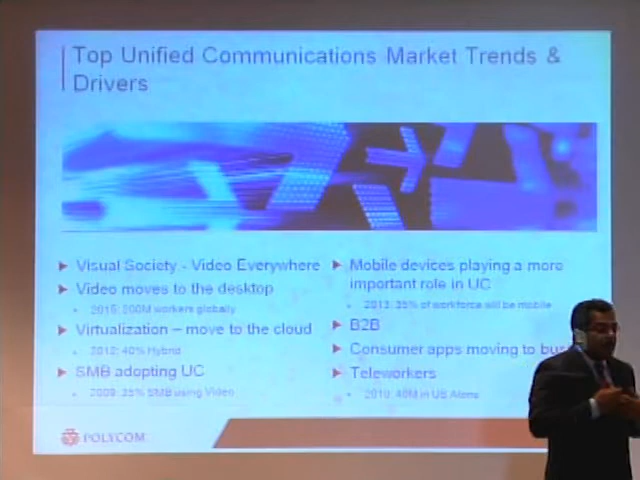 Top Unified Communications Market Trends &
Drivers
Visual Society - Video Everywhere
Video moves to the desktop
2015: 200M workers globally
Virtualization – move to the cloud
2012: 40% Hybrid
SMB adopting UC
2009: 25% SMB using Video
Mobile devices playing a more
important role in UC
2013: 35% of workforce will be mobile
B2B
Consumer apps moving to
Teleworkers
2010: 40M in US Alone
POLYCOM